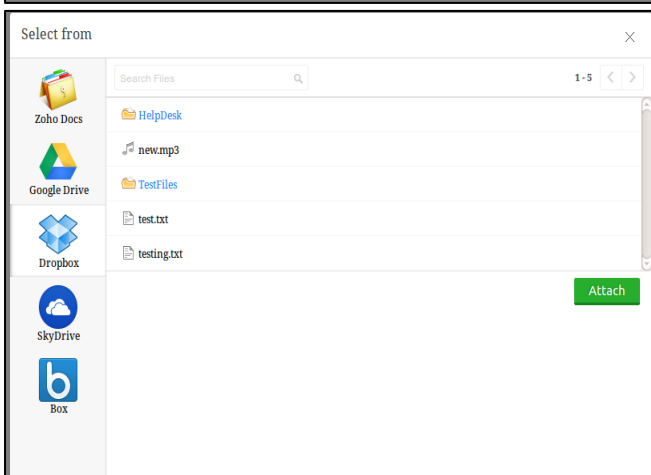 Select from
Zoho Docs
Google Drive
Dropbox
SkyDrive
Box
Search Files
1 - 5
HelpDesk
new.mp3
TestFiles
test.txt
testing.txt
Attach